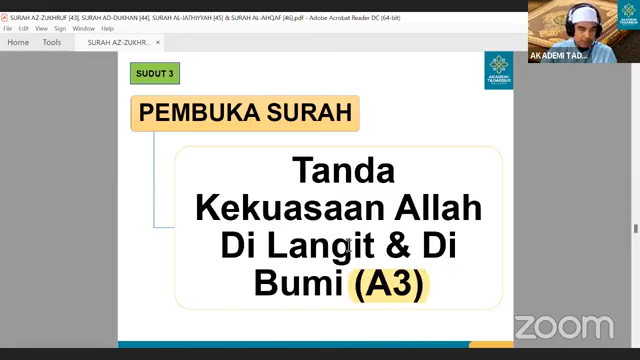 SURAH AZ-ZUKHRUF [43], SURAH AD-DUKHAN [44], SURAH AL-JATHIYYAH [45] & SURAH AL-AHQAF [46].pdf - Adobe Acrobat Reader DC (64-bit)
File Edit View Sign Window Help
Home Tools SURAH AZ-ZUKHR... ×
AKADEMI TAD...
SUDUT 3
AKADEMI
TADABBUR
PEMBUKA SURAH
Tanda
Kekuasaan Allah
Di Langit & Di
Bumi (A3)
zoom